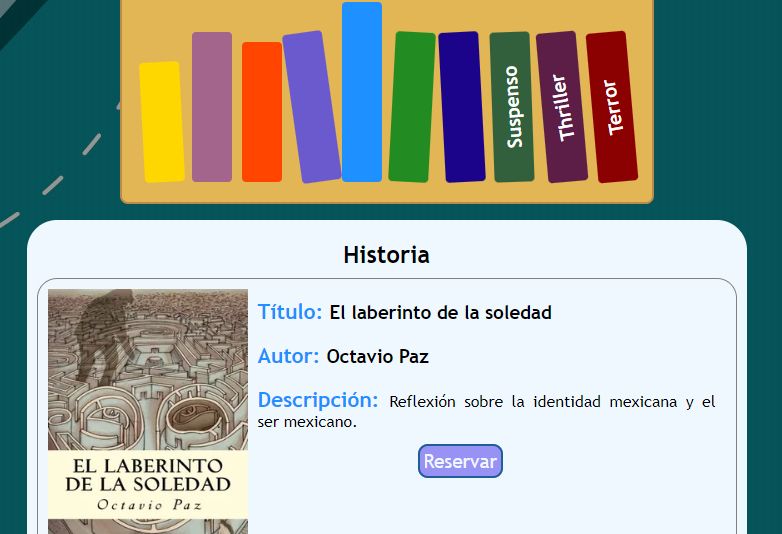 Suspenso
Thriller
Terror
Historia
Título: El laberinto de la soledad
Autor: Octavio Paz
Descripción: Reflexión sobre la identidad mexicana y el
ser mexicano.
Reservar
EL LABERINTO
DE LA SOLEDAD
Octavio Paz